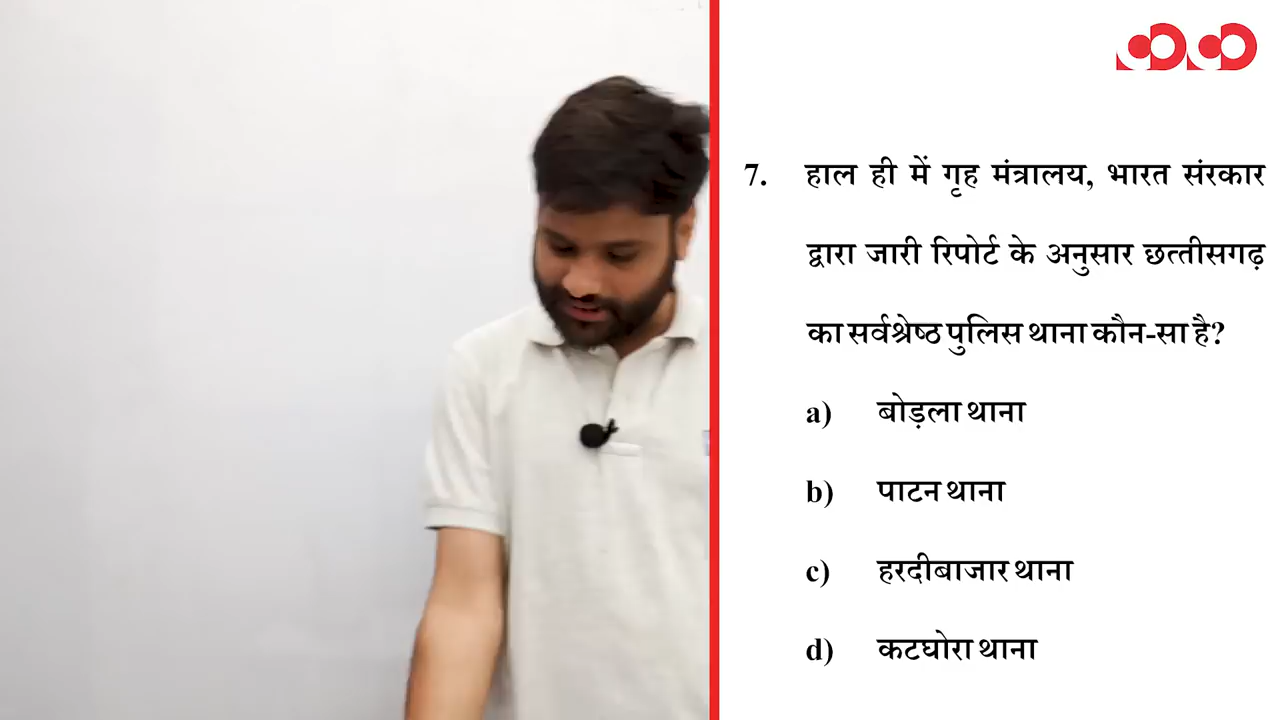 7. हाल ही में गृह मंत्रालय, भारत संरकार
द्वारा जारी रिपोर्ट के अनुसार छत्तीसगढ़
का सर्वश्रेष्ठ पुलिस थाना कौन-सा है?
a) बोड़ला थाना
b) पाटन थाना
c) हरदीबाजार थाना
d) कटघोरा थाना